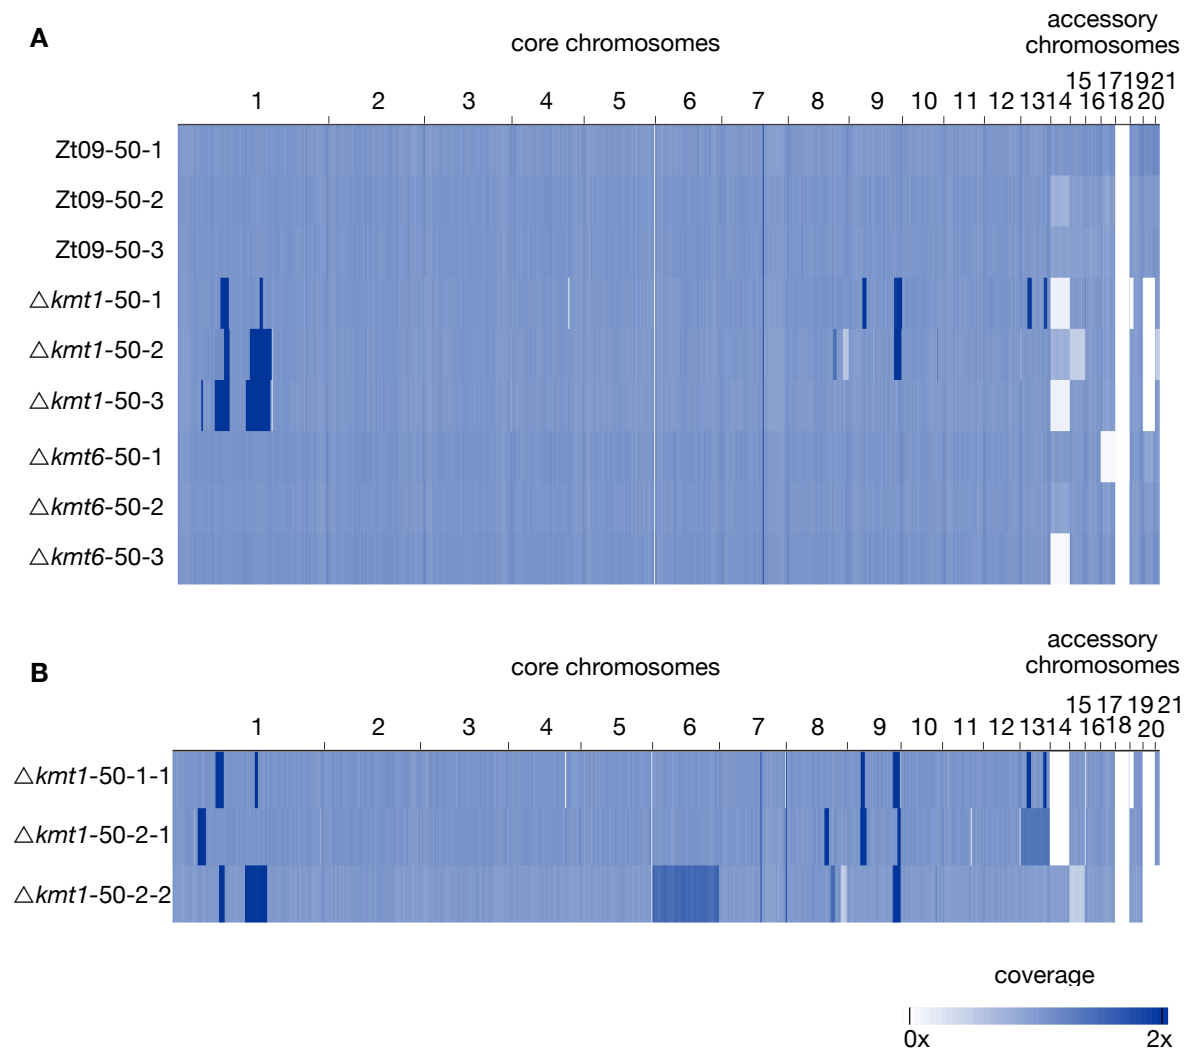 A
core chromosomes
accessory
chromosomes
15 17 19 21
1 2 3 4 5 6 7 8 9 10 11 12 13 14 16 18 20
Zt09-50-1
Zt09-50-2
Zt09-50-3
△kmt1-50-1
△kmt1-50-2
△kmt1-50-3
△kmt6-50-1
△kmt6-50-2
△kmt6-50-3
B
core chromosomes
accessory
chromosomes
15 17 19 21
1 2 3 4 5 6 7 8 9 10 11 12 13 14 16 18 20
△kmt1-50-1-1
△kmt1-50-2-1
△kmt1-50-2-2
coverage
0x 2x